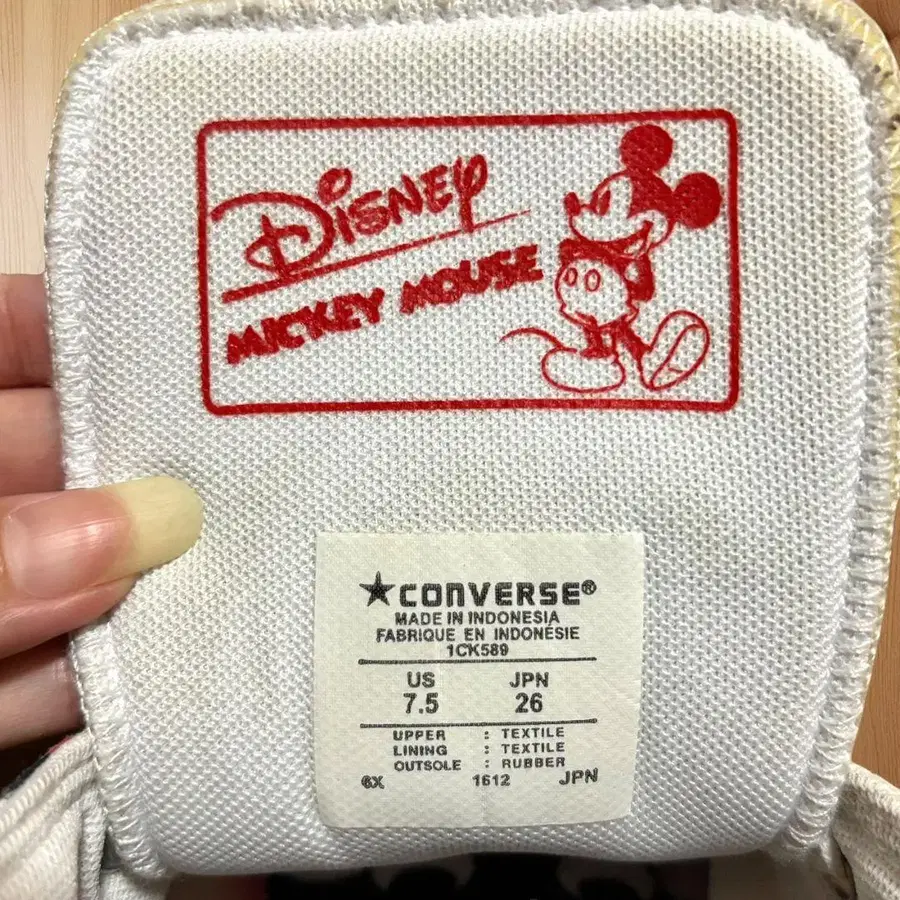 Disney
MICKEY MOUSE
CONVERSE®
MADE IN INDONESIA
FABRIQUE EN INDONÉSIE
1CK589
US JPN
7.5 26
UPPER : TEXTILE
LINING : TEXTILE
OUTSOLE : RUBBER
6X 1612 JPN